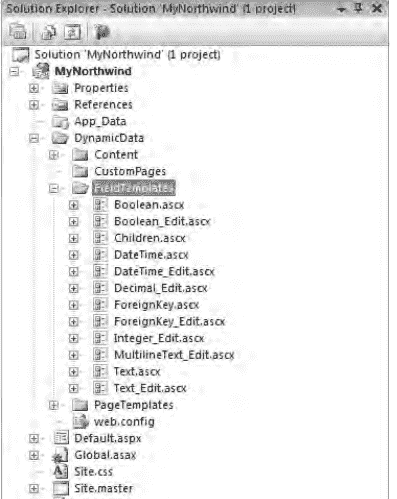 Solution Explorer - Solution 'MyNorthwind' (1 project)
Solution 'MyNorthwind' (1 project)
MyNorthwind
Properties
References
App_Data
DynamicData
Content
CustomPages
FieldTemplates
Boolean.ascx
Boolean_Edit.ascx
Children.ascx
DateTime.ascx
DateTime_Edit.ascx
Decimal_Edit.ascx
ForeignKey.ascx
ForeignKey_Edit.ascx
Integer_Edit.ascx
MultilineText_Edit.ascx
Text.ascx
Text_Edit.ascx
PageTemplates
web.config
Default.aspx
Global.asax
Site.css
Site.master